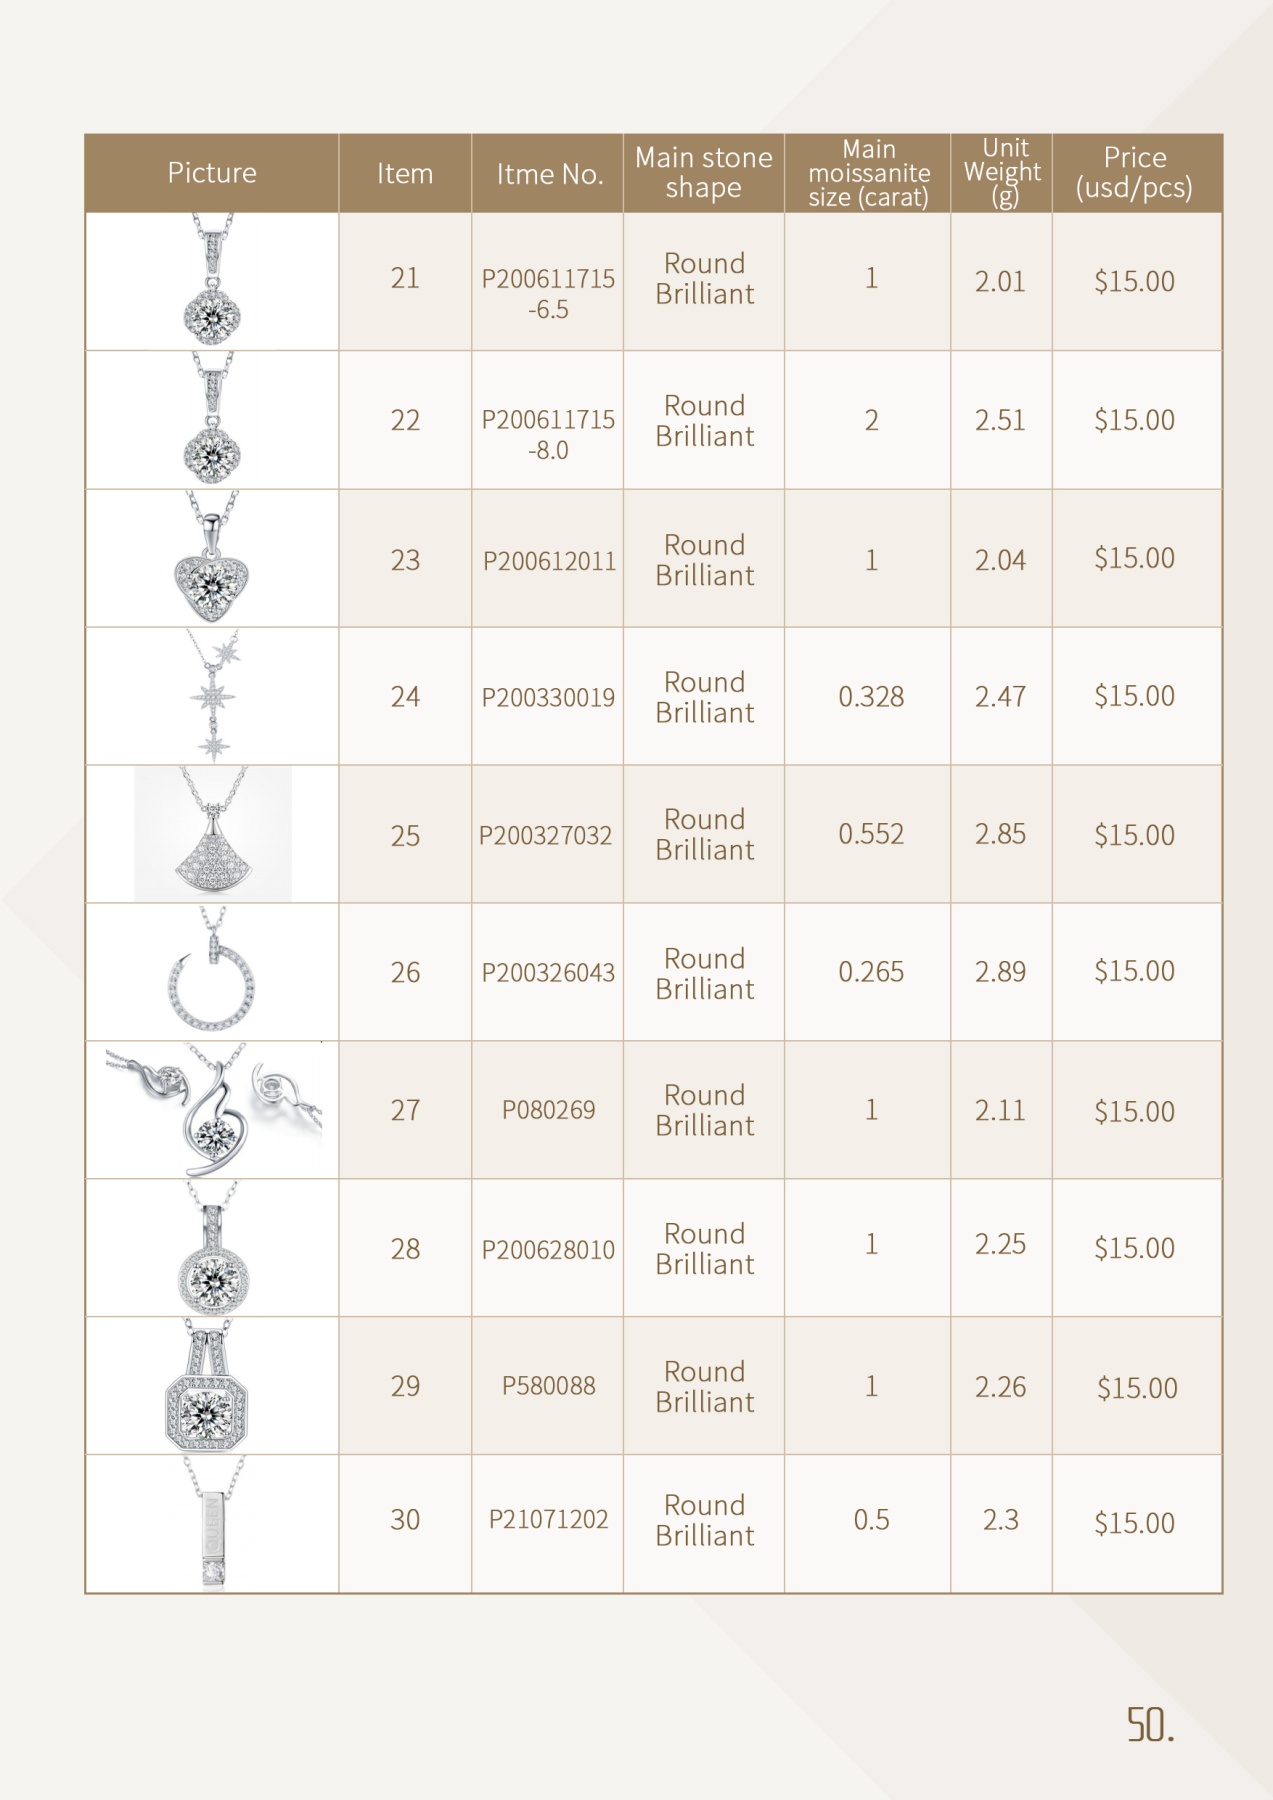 Picture
Item
Itme No.
Main stone
shape
Main
moissanite
size (carat)
Unit
Weight
(g)
Price
(usd/pcs)
21
P200611715
-6.5
Round
Brilliant
1
2.01
$15.00
22
P200611715
-8.0
Round
Brilliant
2
2.51
$15.00
23
P200612011
Round
Brilliant
1
2.04
$15.00
24
P200330019
Round
Brilliant
0.328
2.47
$15.00
25
P200327032
Round
Brilliant
0.552
2.85
$15.00
26
P200326043
Round
Brilliant
0.265
2.89
$15.00
27
P080269
Round
Brilliant
1
2.11
$15.00
28
P200628010
Round
Brilliant
1
2.25
$15.00
29
P580088
Round
Brilliant
1
2.26
$15.00
QUEEN
30
P21071202
Round
Brilliant
0.5
2.3
$15.00
50.